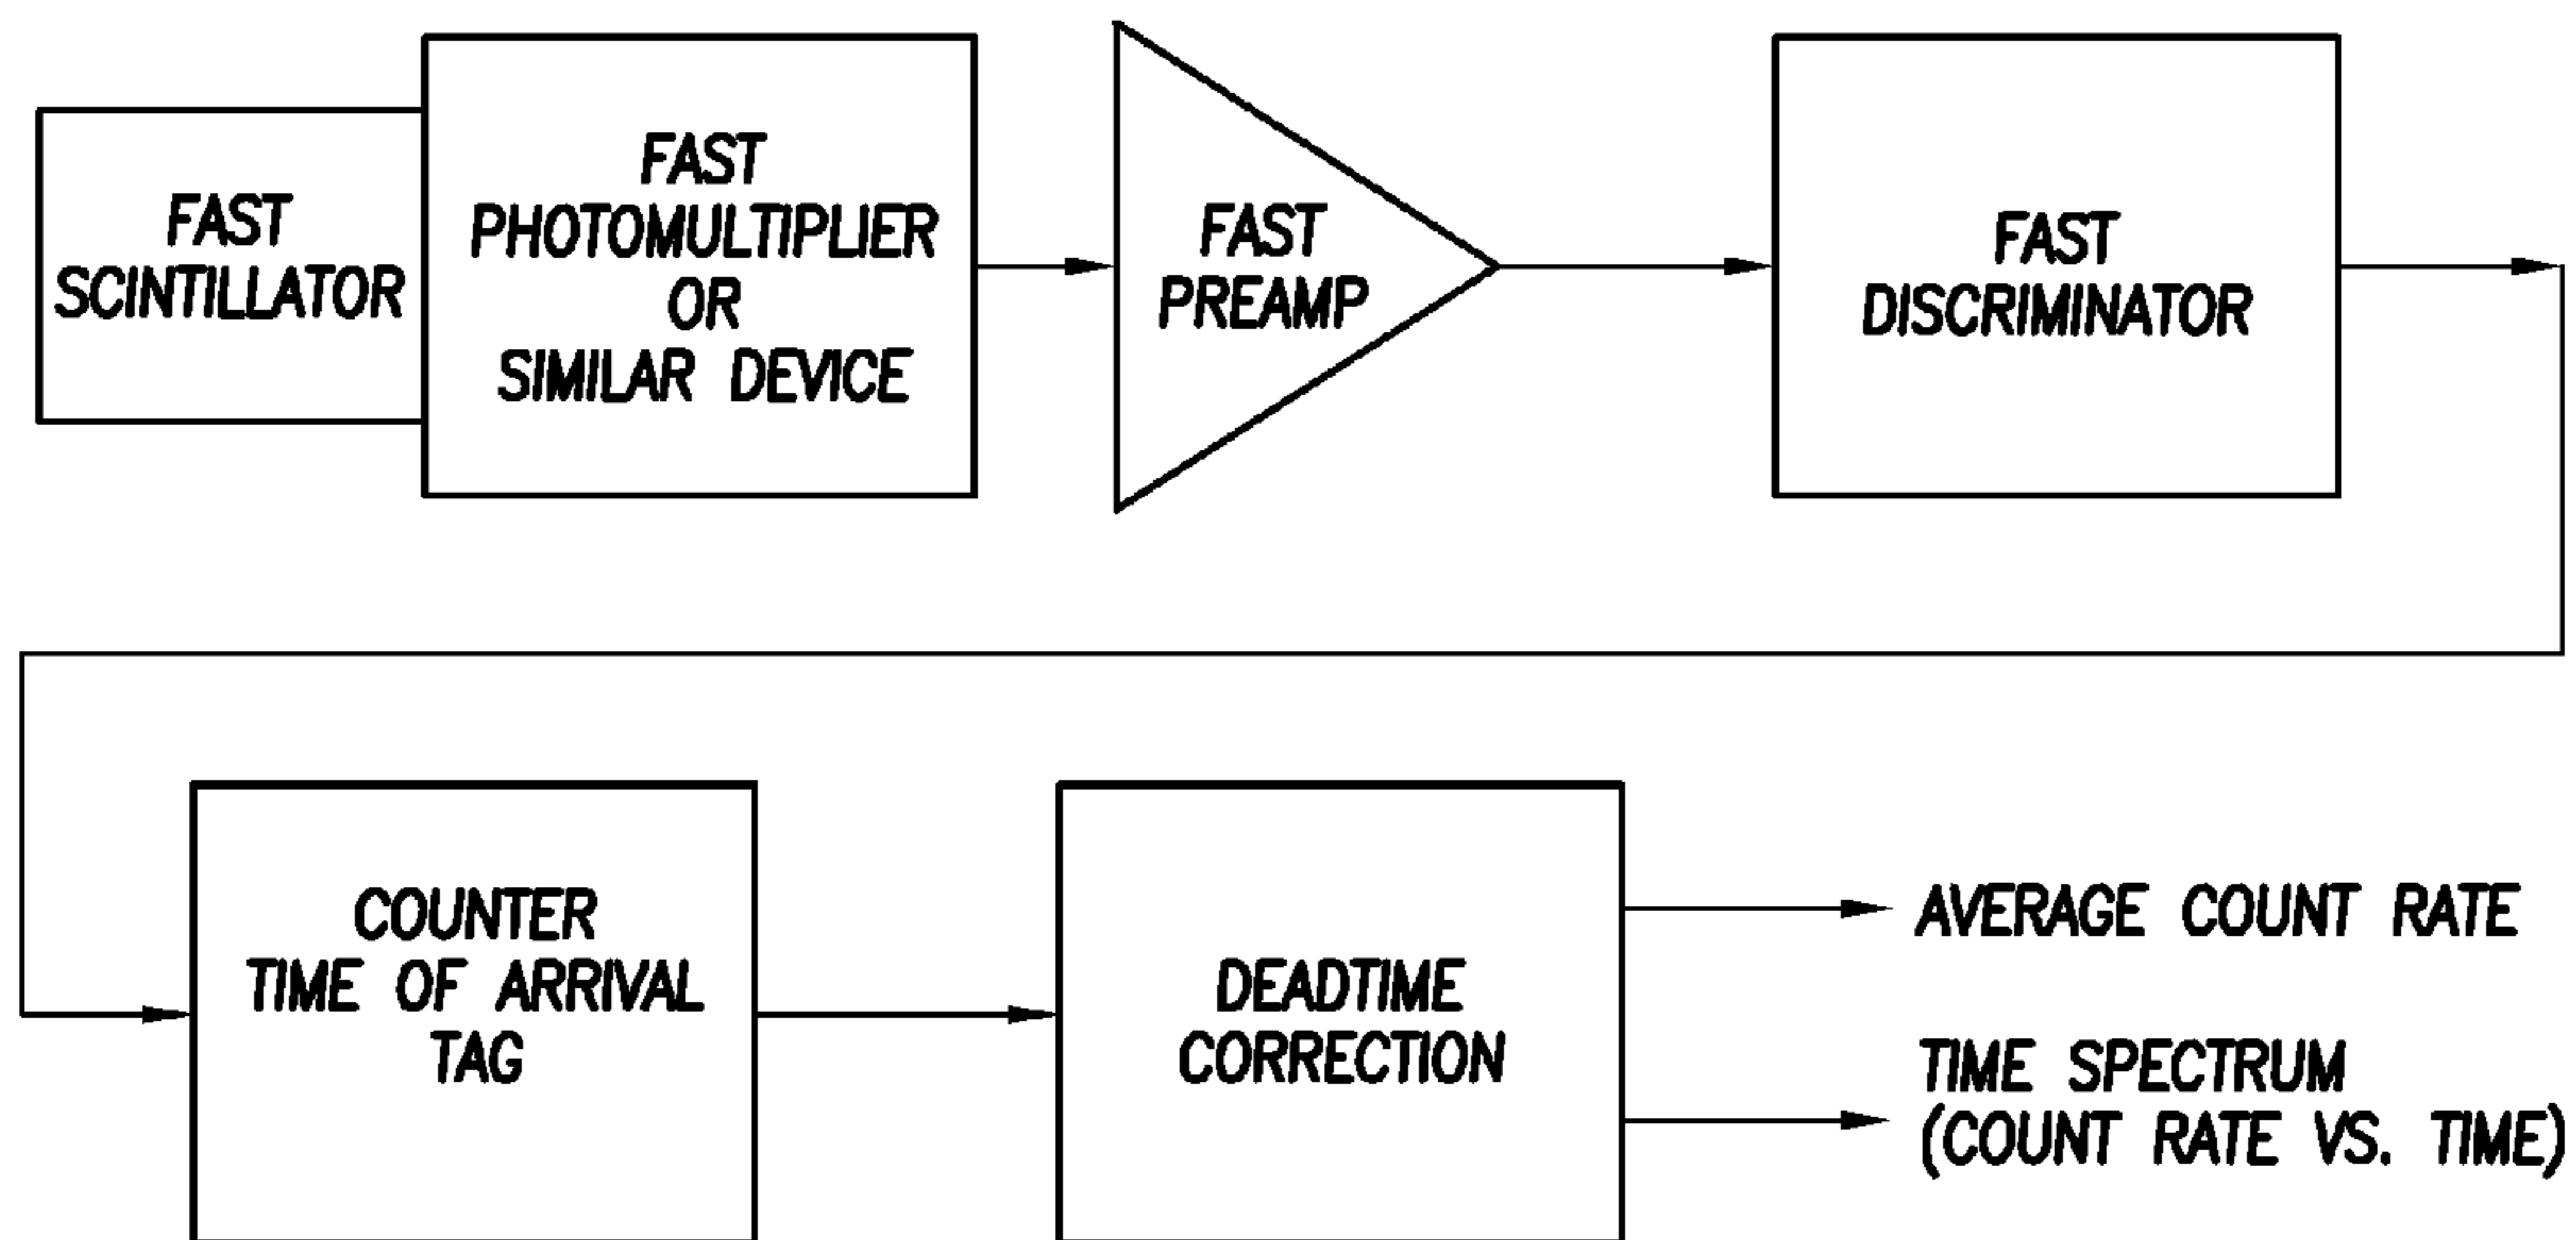 FAST
SCINTILLATOR
FAST
PHOTOMULTIPLIER
OR
SIMILAR DEVICE
FAST
PREAMP
FAST
DISCRIMINATOR
COUNTER
TIME OF ARRIVAL
TAG
DEADTIME
CORRECTION
AVERAGE COUNT RATE
TIME SPECTRUM
(COUNT RATE VS. TIME)